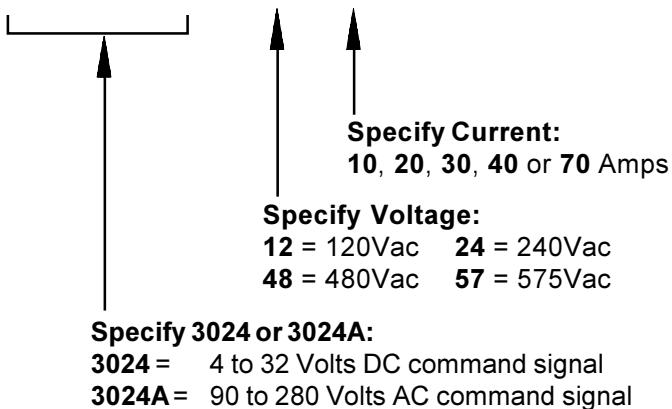 Specify Current:
10, 20, 30, 40 or 70 Amps
Specify Voltage:
12 = 120Vac 24 = 240Vac
48 = 480Vac 57 = 575Vac
Specify 3024 or 3024A:
3024 = 4 to 32 Volts DC command signal
3024A = 90 to 280 Volts AC command signal